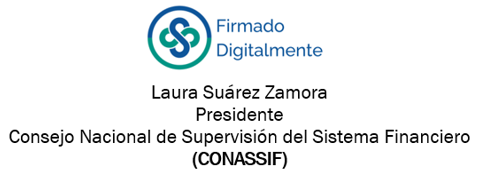 Firmado
Digitalmente
Laura Suárez Zamora
Presidente
Consejo Nacional de Supervisión del Sistema Financiero
(CONASSIF)